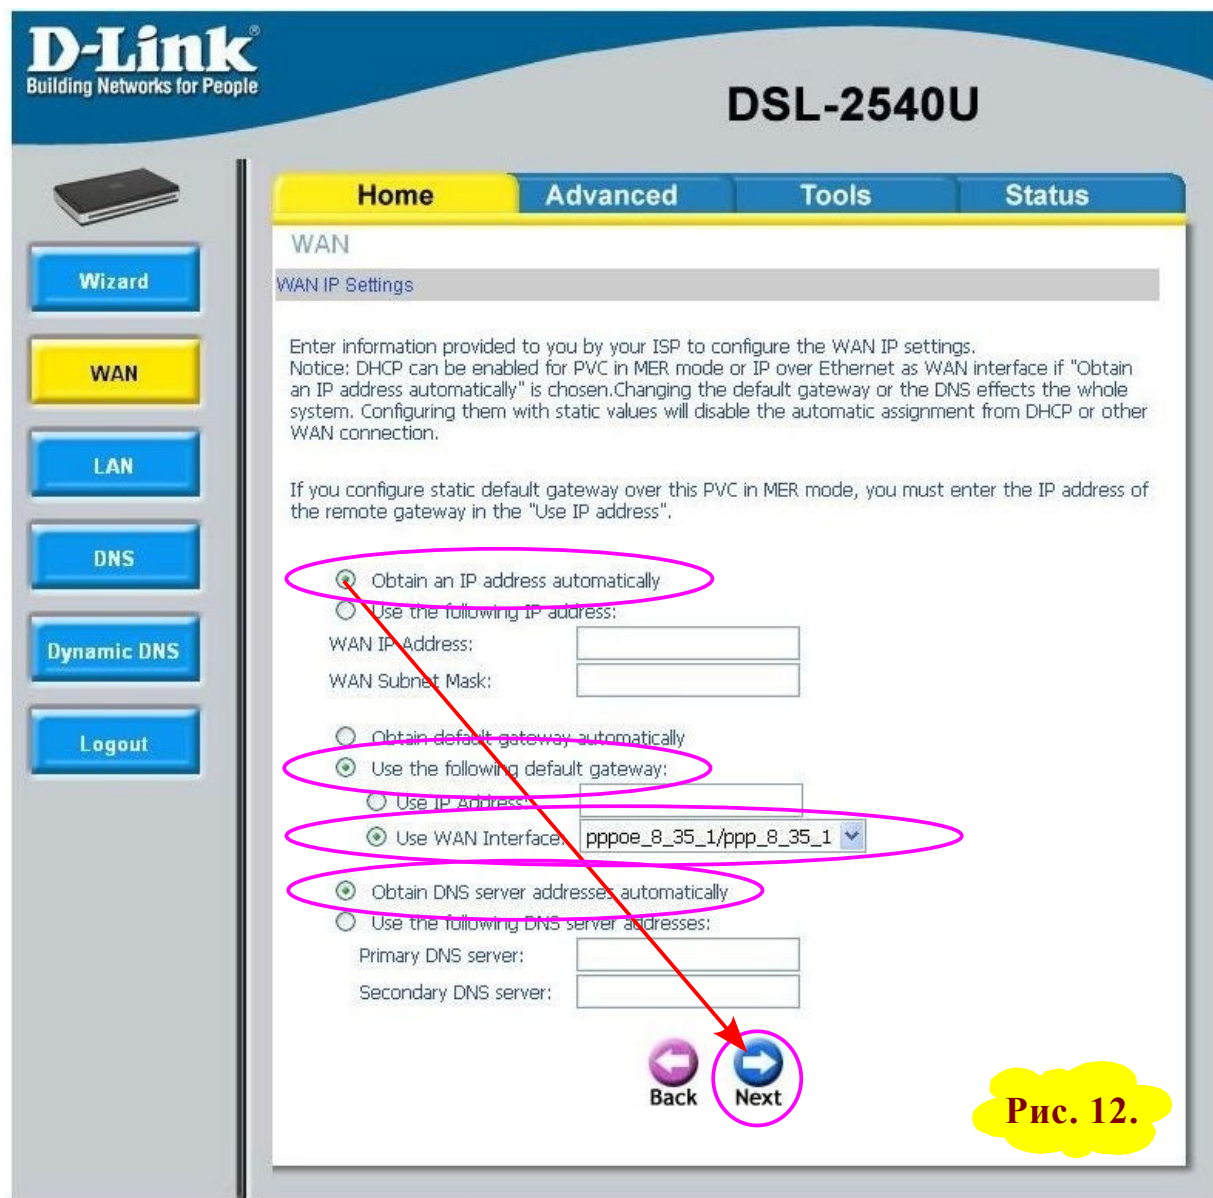 D-Link®
Building Networks for People
DSL-2540U
Home Advanced Tools Status
WAN
Wizard
WAN IP Settings
Enter information provided to you by your ISP to configure the WAN IP settings.
Notice: DHCP can be enabled for PVC in MER mode or IP over Ethernet as WAN interface if "Obtain
an IP address automatically" is chosen.Changing the default gateway or the DNS effects the whole
system. Configuring them with static values will disable the automatic assignment from DHCP or other
WAN connection.
WAN
LAN
If you configure static default gateway over this PVC in MER mode, you must enter the IP address of
the remote gateway in the "Use IP address".
DNS
Obtain an IP address automatically
Use the following IP address:
WAN IP Address:
Dynamic DNS
WAN Subnet Mask:
Logout
Obtain default gateway automatically
Use the following default gateway:
Use IP Address:
Use WAN Interface: pppoe_8_35_1/ppp_8_35_1
Obtain DNS server addresses automatically
Use the following DNS server addresses:
Primary DNS server:
Secondary DNS server:
Back Next
Рис. 12.